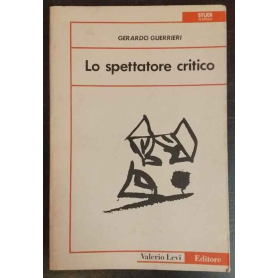 STUDI
GERARDO GUERRIERI
Lo spettatore critico
Valerio Levi Editore